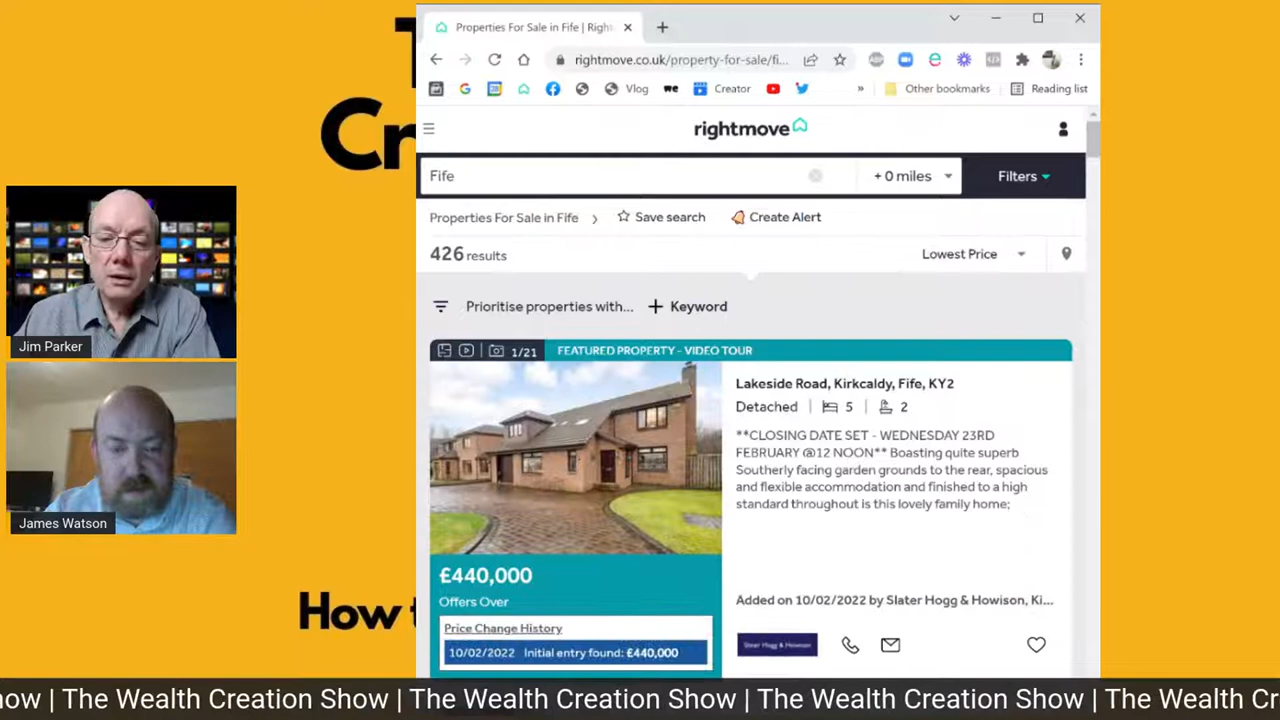 T
Cr
How t
Jim Parker
James Watson
Properties For Sale in Fife | Right
rightmove.co.uk/property-for-sale/fi...
Vlog
we
Creator
»
Other bookmarks
Reading list
rightmove
Fife
+ 0 miles
Filters
Properties For Sale in Fife
Save search
Create Alert
426 results
Lowest Price
Prioritise properties with...
+ Keyword
1/21
FEATURED PROPERTY - VIDEO TOUR
Lakeside Road, Kirkcaldy, Fife, KY2
Detached | 5 | 2
**CLOSING DATE SET - WEDNESDAY 23RD
FEBRUARY @12 NOON** Boasting quite superb
Southerly facing garden grounds to the rear, spacious
and flexible accommodation and finished to a high
standard throughout is this lovely family home;
£440,000
Offers Over
Price Change History
10/02/2022 Initial entry found: £440,000
Added on 10/02/2022 by Slater Hogg & Howison, Ki...
Slater Hogg & Howison
how | The Wealth Creation Show | The Wealth Creation Show | The Wealth Creation Show | The Wealth Cr